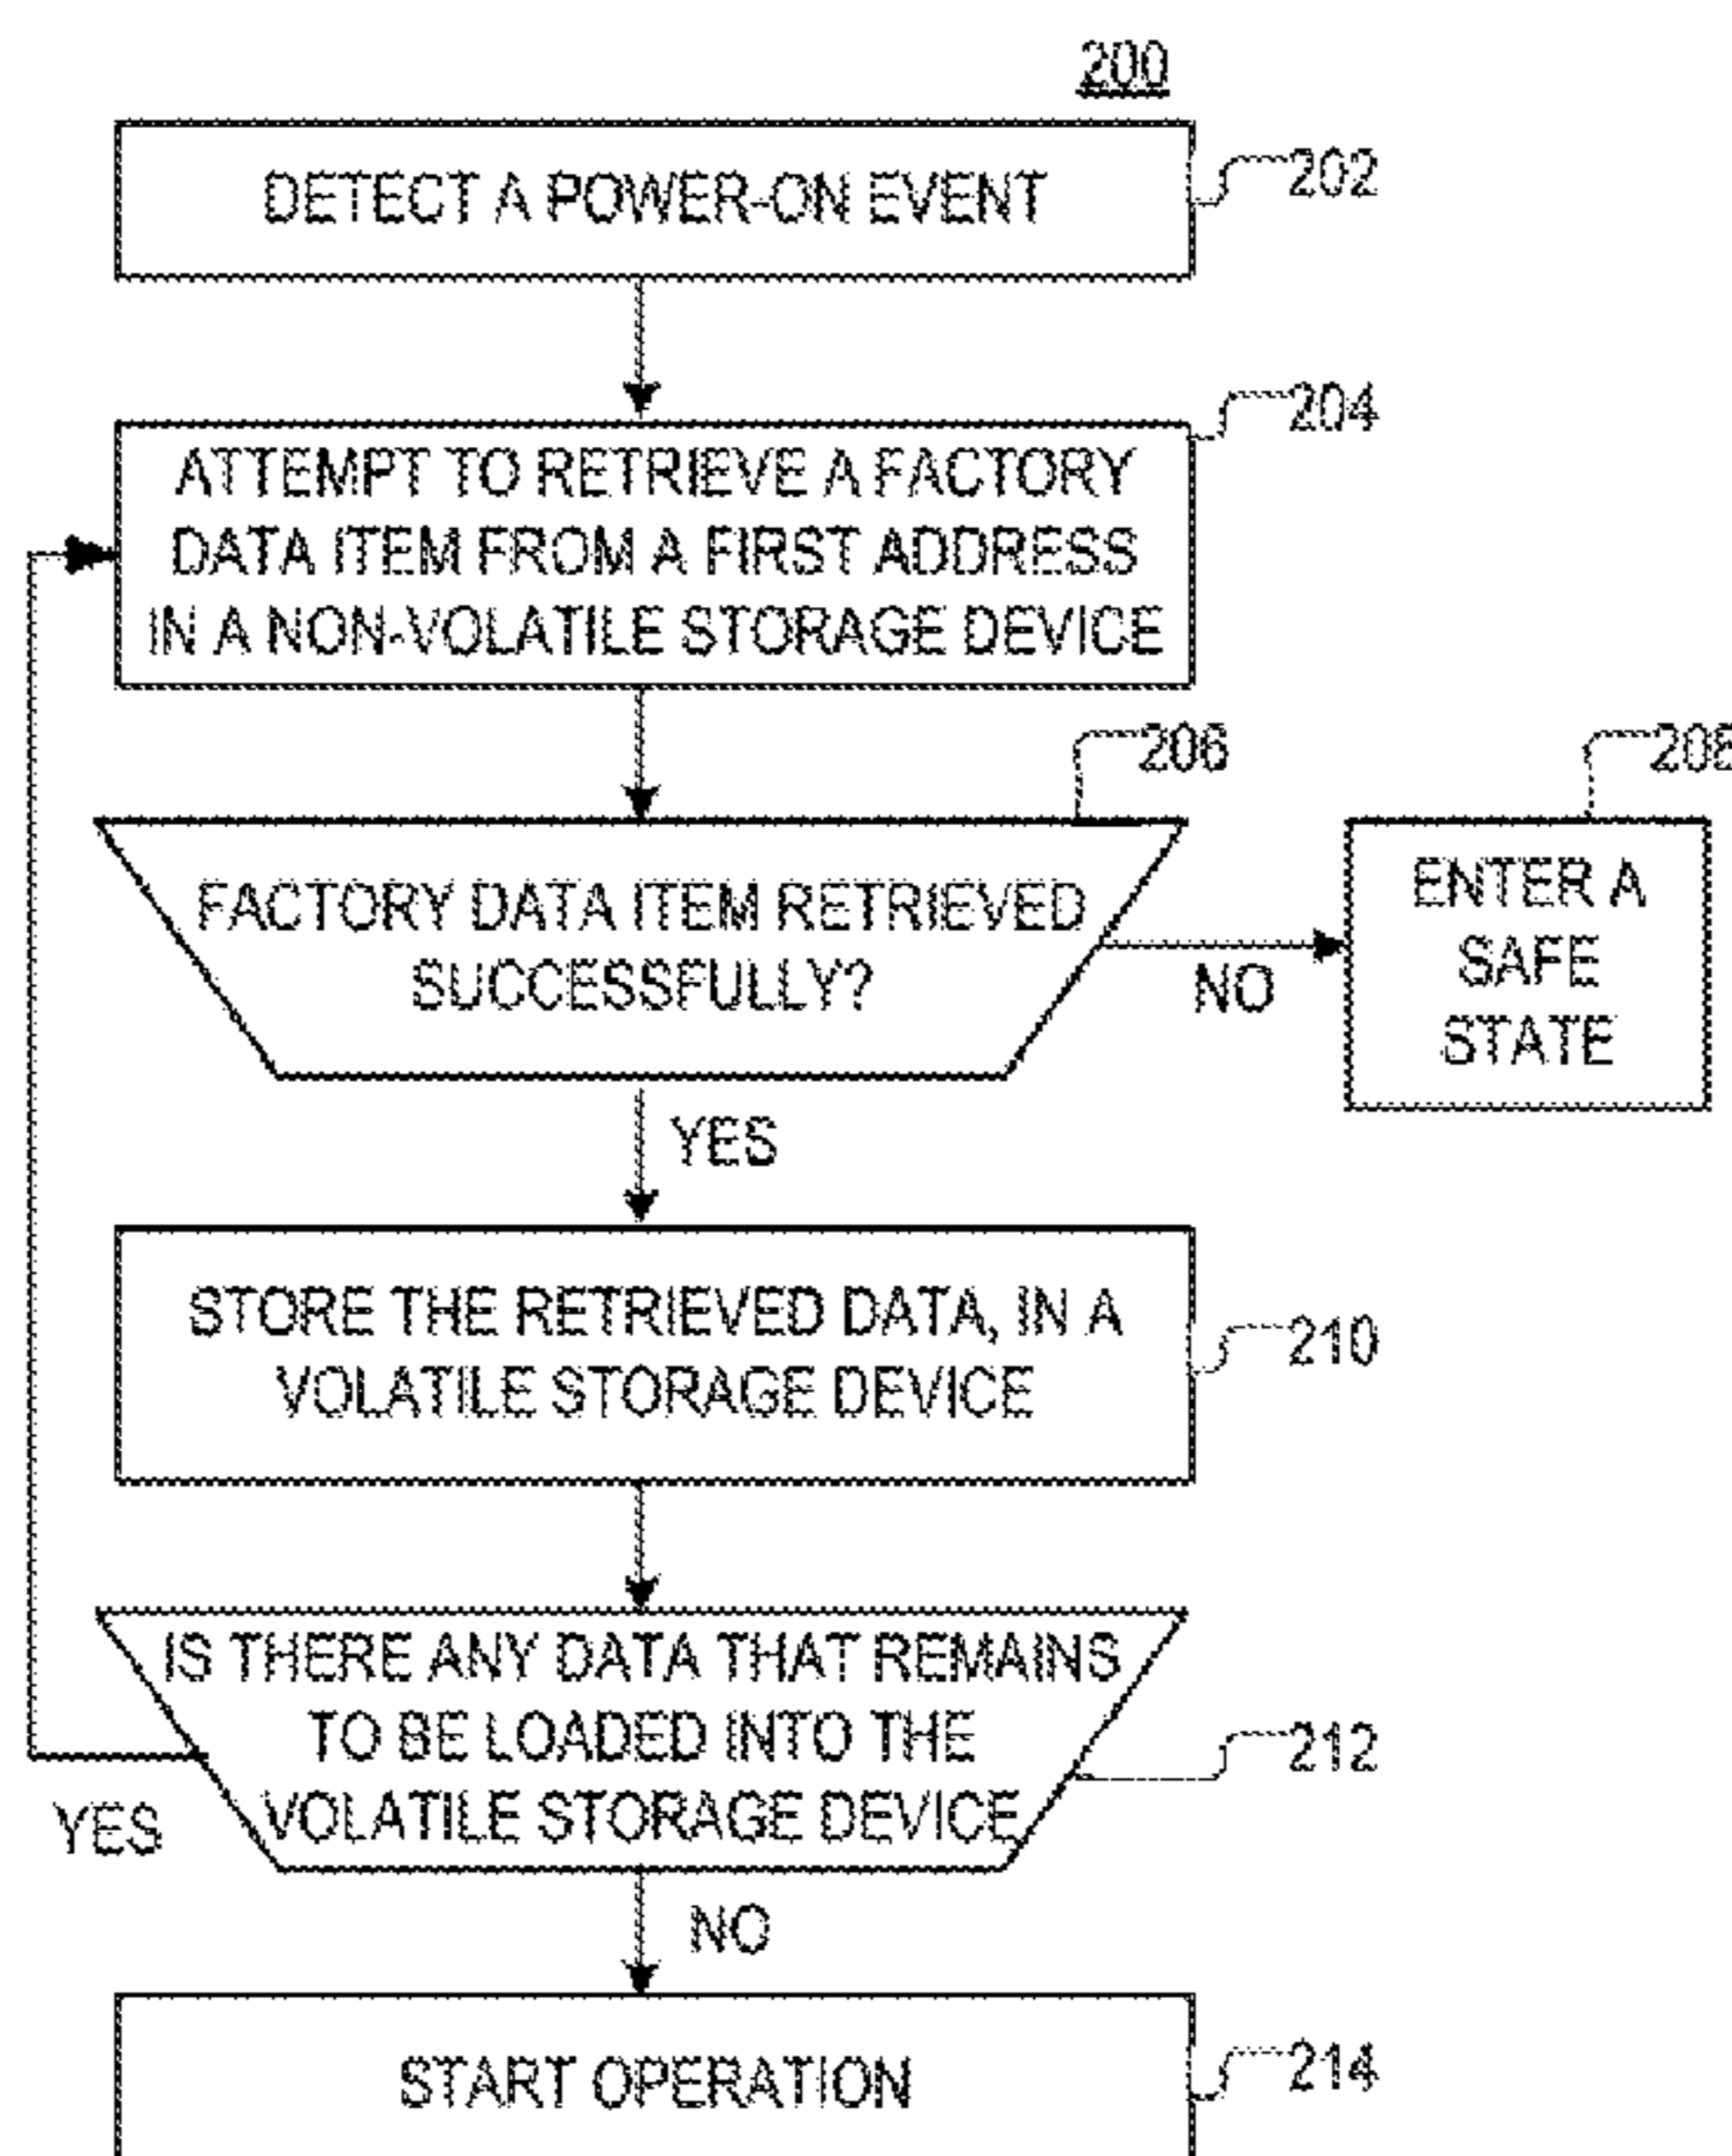 200
DETECT A POWER-ON EVENT
202
204
ATTEMPT TO RETRIEVE A FACTORY
DATA ITEM FROM A FIRST ADDRESS
IN A NON-VOLATILE STORAGE DEVICE
206
FACTORY DATA ITEM RETRIEVED
SUCCESSFULLY?
NO
ENTER A
SAFE
STATE
YES
STORE THE RETRIEVED DATA, IN A
VOLATILE STORAGE DEVICE
210
IS THERE ANY DATA THAT REMAINS
TO BE LOADED INTO THE
VOLATILE STORAGE DEVICE
212
YES
NO
START OPERATION
214